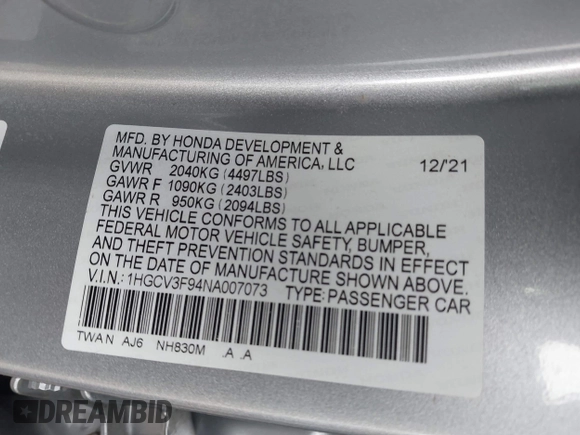 MFD. BY HONDA DEVELOPMENT &
MANUFACTURING OF AMERICA, LLC 12/'21
GVWR 2040KG (4497LBS)
GAWR F 1090KG (2403LBS)
GAWR R 950KG (2094LBS)
THIS VEHICLE CONFORMS TO ALL APPLICABLE
FEDERAL MOTOR VEHICLE SAFETY, BUMPER,
AND THEFT PREVENTION STANDARDS IN EFFECT
ON THE DATE OF MANUFACTURE SHOWN ABOVE.
V.I.N.: 1HGCV3F94NA007073 TYPE: PASSENGER CAR
TWA N AJ6 NH830M .A .A
DREAMBID